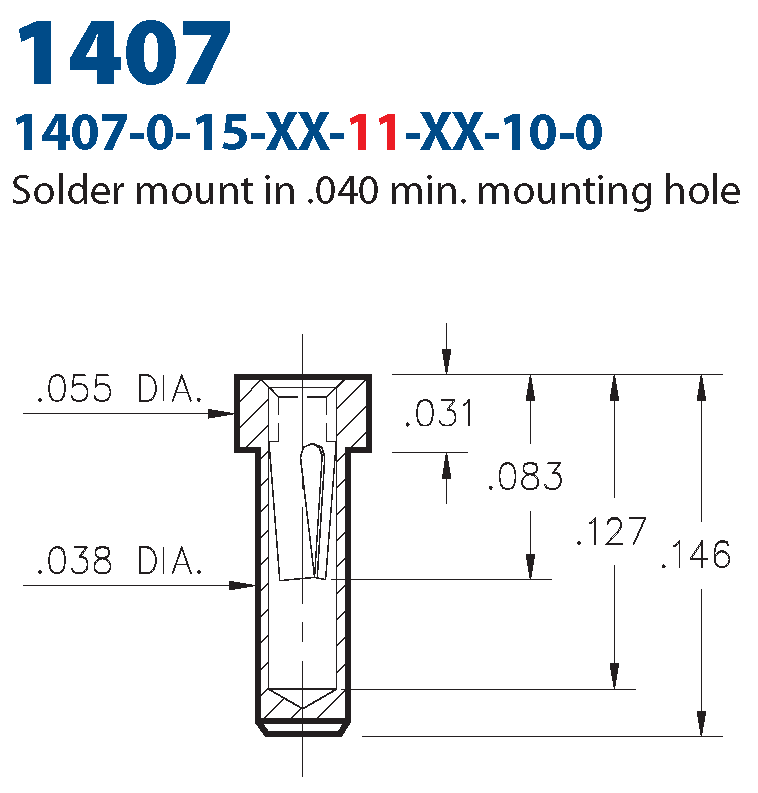 1407
1407-0-15-XX-11-XX-10-0
Solder mount in .040 min. mounting hole
.055 DIA.
.031
.083
.127
.146
.038 DIA.